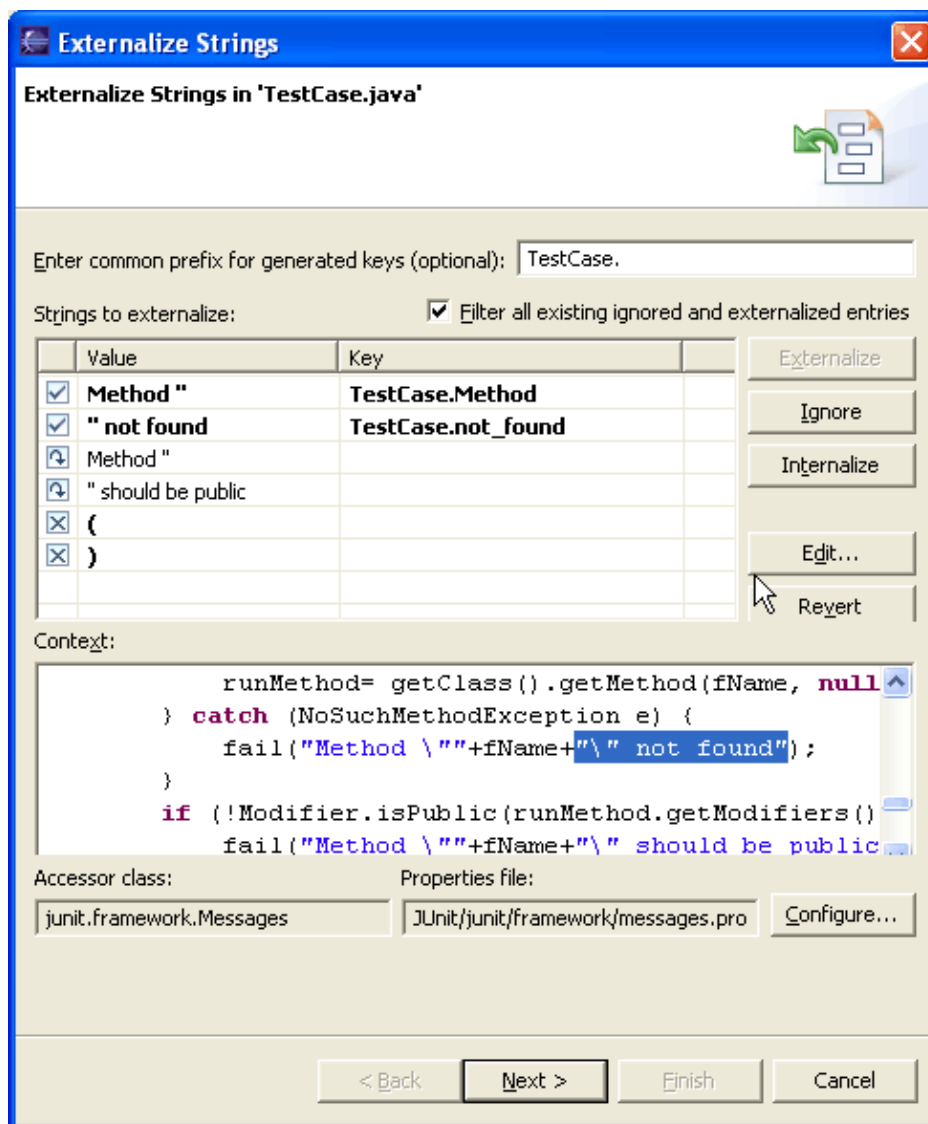 Externalize Strings
Externalize Strings in 'TestCase.java'
Enter common prefix for generated keys (optional): TestCase.
Strings to externalize: Filter all existing ignored and externalized entries
Value Key Externalize
Method " TestCase.Method
" not found TestCase.not_found Ignore
Method " Internalize
" should be public
(
) Edit...
Revert
Context:
runMethod= getClass().getMethod(fName, null
} catch (NoSuchMethodException e) {
fail("Method \""+fName+"\" not found");
}
if (!Modifier.isPublic(runMethod.getModifiers()
fail("Method \""+fName+"\" should be public
Accessor class: Properties file:
junit.framework.Messages JUnit/junit/framework/messages.pro Configure...
< Back Next > Finish Cancel